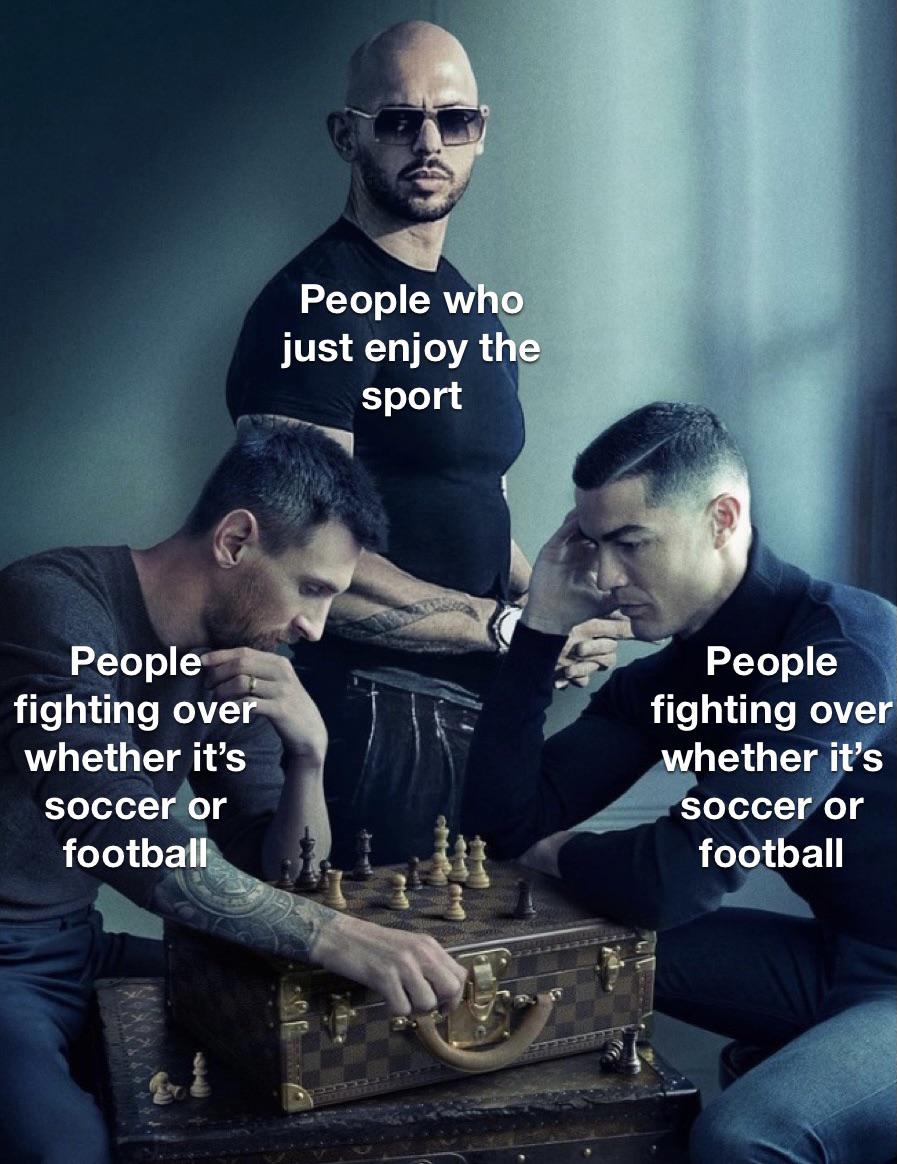 People who
just enjoy the
sport
People
fighting over
whether it’s
soccer or
football
People
fighting over
whether it’s
soccer or
football